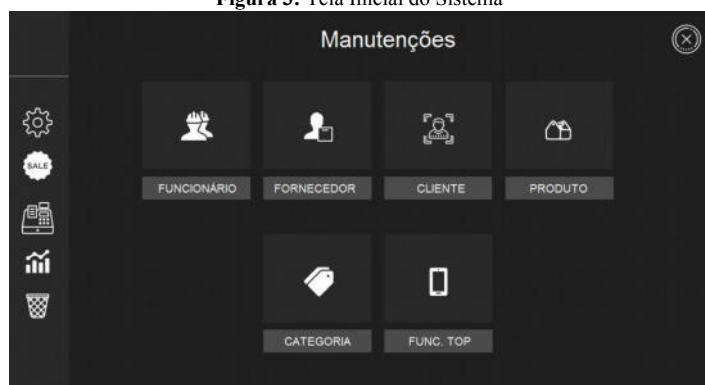 Figura 3: Tela Inicial do Sistema
Manutenções
SALE
FUNCIONÁRIO
FORNECEDOR
CLIENTE
PRODUTO
CATEGORIA
FUNC. TOP